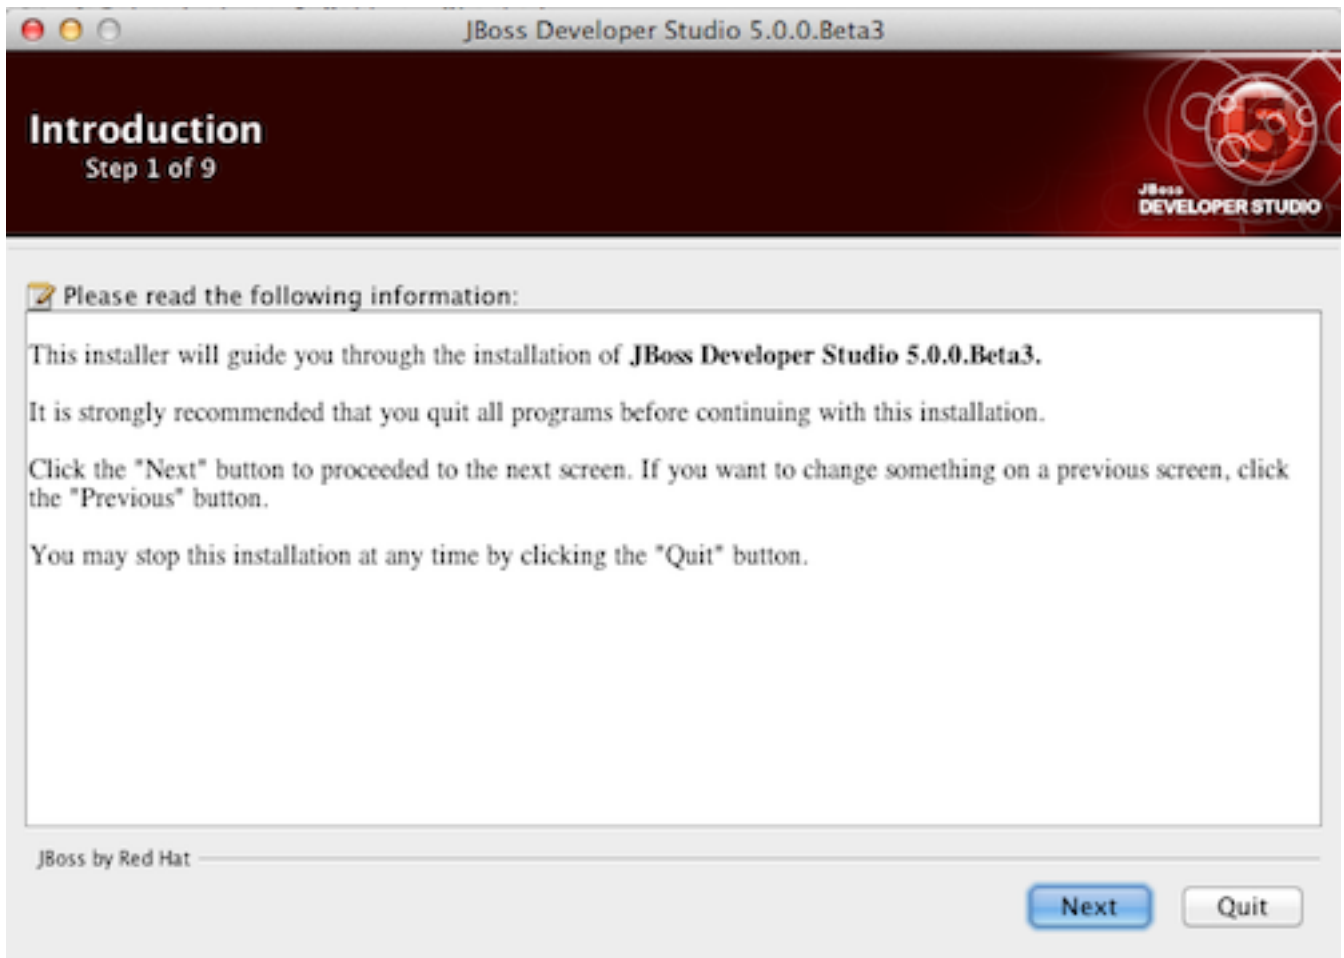 JBoss Developer Studio 5.0.0.Beta3
Introduction
Step 1 of 9
5
JBoss
DEVELOPER STUDIO
Please read the following information:
This installer will guide you through the installation of JBoss Developer Studio 5.0.0.Beta3.
It is strongly recommended that you quit all programs before continuing with this installation.
Click the "Next" button to proceeded to the next screen. If you want to change something on a previous screen, click
the "Previous" button.
You may stop this installation at any time by clicking the "Quit" button.
JBoss by Red Hat
Next
Quit